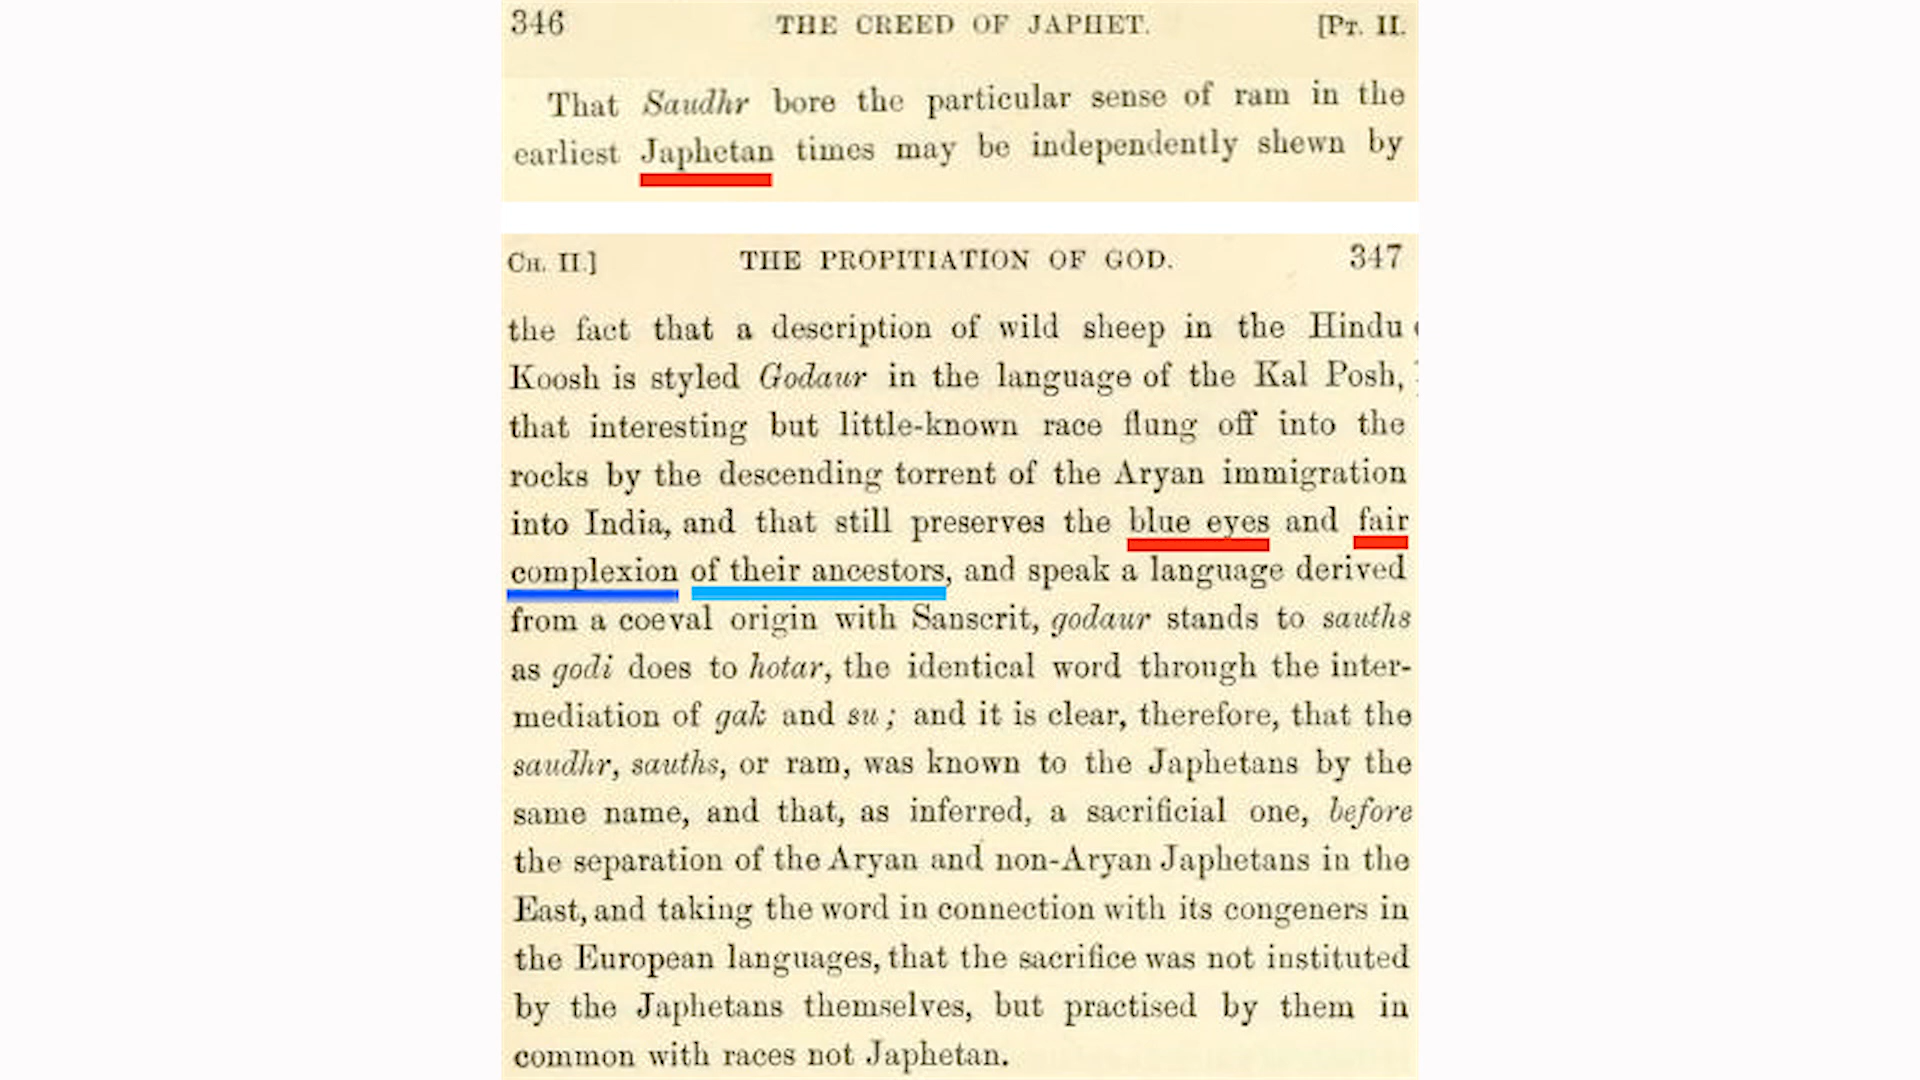 346 THE CREED OF JAPHET. [PT. II.
That Saudhr bore the particular sense of ram in the
earliest Japhetan times may be independently shewn by
CH. II.] THE PROPITIATION OF GOD. 347
the fact that a description of wild sheep in the Hindu
Koosh is styled Godaur in the language of the Kal Posh,
that interesting but little-known race flung off into the
rocks by the descending torrent of the Aryan immigration
into India, and that still preserves the blue eyes and fair
complexion of their ancestors, and speak a language derived
from a coeval origin with Sanscrit, godaur stands to sauths
as godi does to hotar, the identical word through the inter-
mediation of gak and su; and it is clear, therefore, that the
saudhr, sauths, or ram, was known to the Japhetans by the
same name, and that, as inferred, a sacrificial one, before
the separation of the Aryan and non-Aryan Japhetans in the
East, and taking the word in connection with its congeners in
the European languages, that the sacrifice was not instituted
by the Japhetans themselves, but practised by them in
common with races not Japhetan.